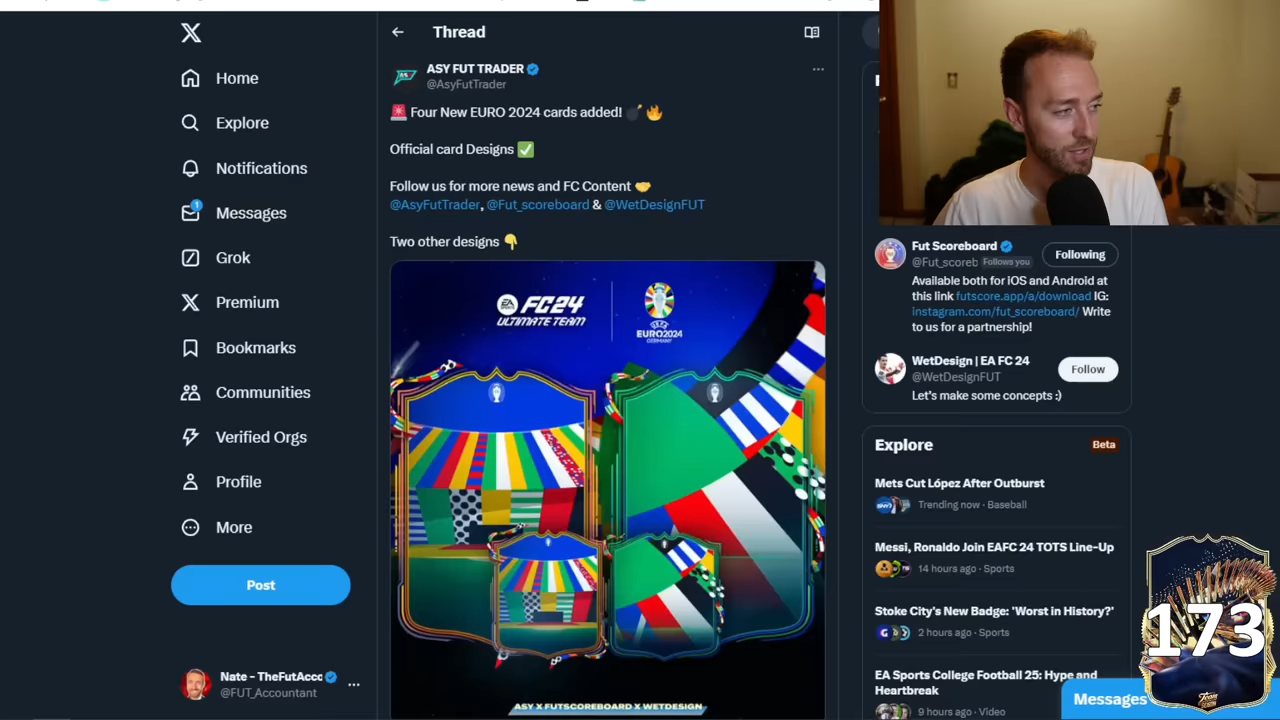 Thread
ASY FUT TRADER
@AsyFutTrader
🚨 Four New EURO 2024 cards added! 💣 🔥
Official card Designs ✅
Follow us for more news and FC Content 🤝
@AsyFutTrader, @Fut_scoreboard & @WetDesignFUT
Two other designs 👇
EA SPORTS FC24
ULTIMATE TEAM
UEFA
EURO2024
GERMANY
ASY X FUTSCOREBOARD X WETDESIGN
Home
Explore
Notifications
1
Messages
Grok
Premium
Bookmarks
Communities
Verified Orgs
Profile
More
Post
Nate - TheFutAcco
@FUT_Accountant
Fut Scoreboard
@Fut_scoreb Follows you
Following
Available both for iOS and Android at
this link futscore.app/a/download IG:
instagram.com/fut_scoreboard/ Write
to us for a partnership!
WetDesign | EA FC 24
@WetDesignFUT
Follow
Let's make some concepts :)
Explore
Beta
Mets Cut López After Outburst
Trending now · Baseball
Messi, Ronaldo Join EAFC 24 TOTS Line-Up
14 hours ago · Sports
Stoke City's New Badge: 'Worst in History?'
2 hours ago · Sports
EA Sports College Football 25: Hype and
Heartbreak
9 hours ago · Video
Messages
173